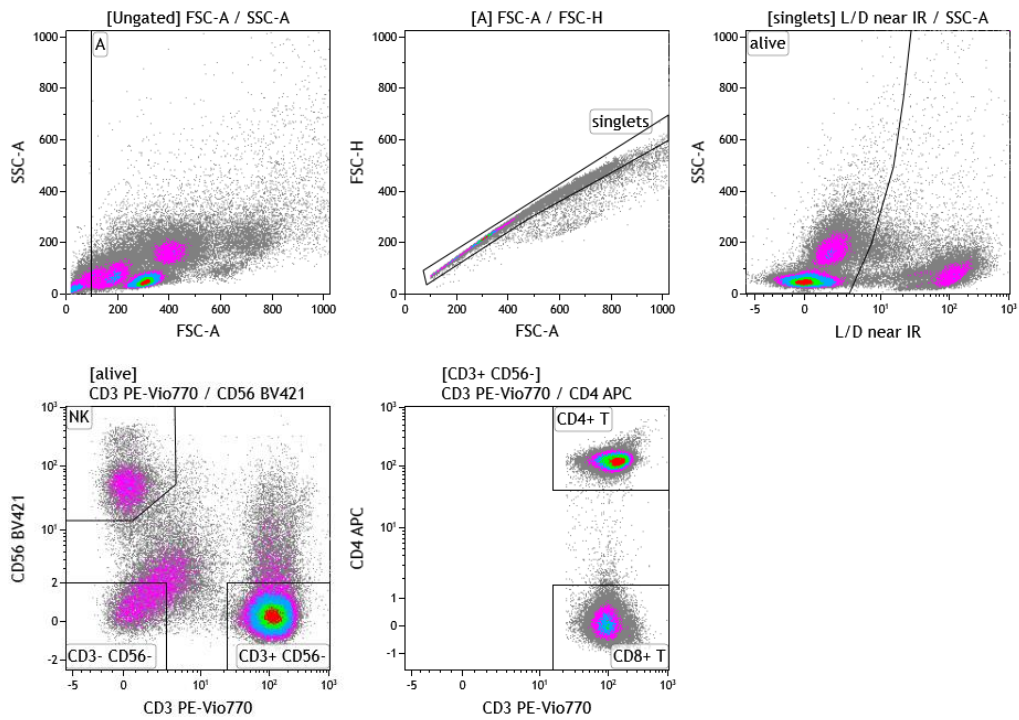 [Ungated] FSC-A / SSC-A
A
1000
800
600
400
200
0
SSC-A
0 200 400 600 800 1000
FSC-A
[A] FSC-A / FSC-H
singlets
1000
800
600
400
200
0
FSC-H
0 200 400 600 800 1000
FSC-A
[singlets] L/D near IR / SSC-A
alive
1000
800
600
400
200
0
SSC-A
-5 0 10¹ 10² 10³
L/D near IR
[alive]
CD3 PE-Vio770 / CD56 BV421
NK
10³
10²
10¹
2
0
-2
CD56 BV421
CD3- CD56-
CD3+ CD56-
-5 0 10¹ 10² 10³
CD3 PE-Vio770
[CD3+ CD56-]
CD3 PE-Vio770 / CD4 APC
CD4+ T
10³
10²
10¹
1
0
-1
CD4 APC
CD8+ T
-5 0 10¹ 10² 10³
CD3 PE-Vio770